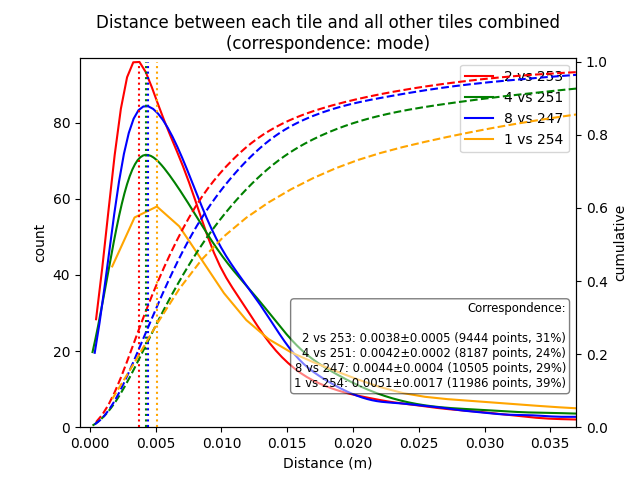 Distance between each tile and all other tiles combined
(correspondence: mode)
2 vs 253
4 vs 251
8 vs 247
1 vs 254
count
cumulative
80
60
40
20
0
1.0
0.8
0.6
0.4
0.2
0.0
Correspondence:
2 vs 253: 0.0038±0.0005 (9444 points, 31%)
4 vs 251: 0.0042±0.0002 (8187 points, 24%)
8 vs 247: 0.0044±0.0004 (10505 points, 29%)
1 vs 254: 0.0051±0.0017 (11986 points, 39%)
0.000 0.005 0.010 0.015 0.020 0.025 0.030 0.035
Distance (m)